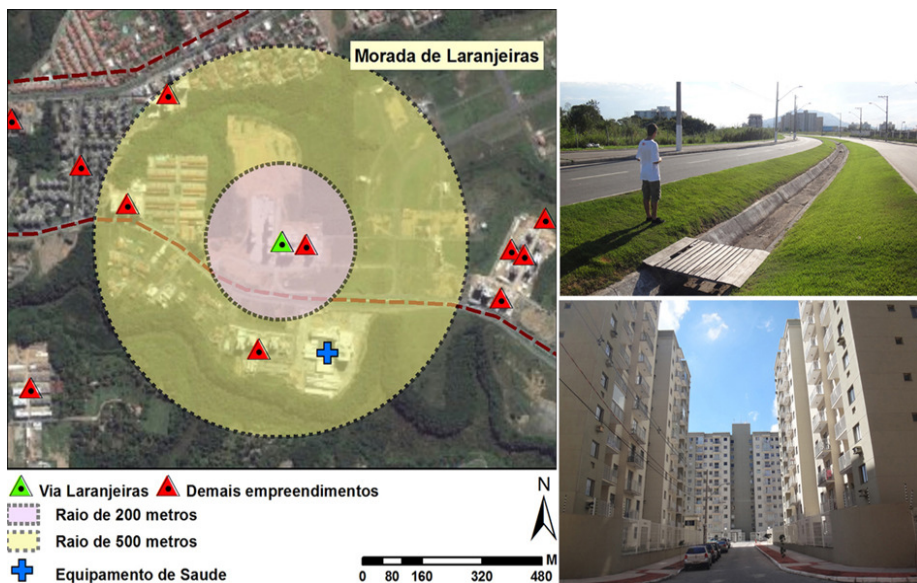 Morada de Laranjeiras
Via Laranjeiras
Demais empreendimentos
Raio de 200 metros
Raio de 500 metros
Equipamento de Saude
N
M
0 80 160 320 480